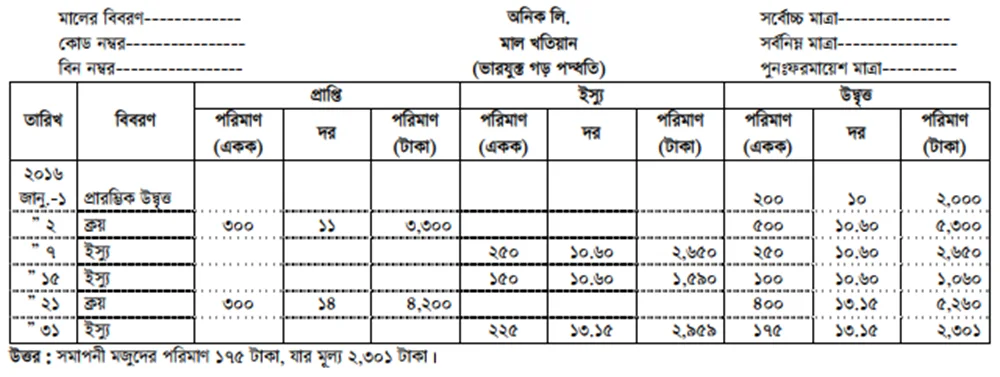 মালের বিবরণ--------------- অনিক লি. সর্বোচ্চ মাত্রা---------------
কোড নম্বর---------------- মাল খতিয়ান সর্বনিম্ন মাত্রা----------------
বিন নম্বর------------------ (ভারযুক্ত গড় পদ্ধতি) পুনঃফরমায়েশ মাত্রা-----------
তারিখ বিবরণ প্রাপ্তি ইস্যু উদ্বৃত্ত
পরিমাণ (একক) দর পরিমাণ (টাকা) পরিমাণ (একক) দর পরিমাণ (টাকা) পরিমাণ (একক) দর পরিমাণ (টাকা)
২০১৬
জানু.-১ প্রারম্ভিক উদ্বৃত্ত ২০০ ১০ ২,০০০
” ২ ক্রয় ৩০০ ১১ ৩,৩০০ ৫০০ ১০.৬০ ৫,৩০০
” ৭ ইস্যু ২৫০ ১০.৬০ ২,৬৫০ ২৫০ ১০.৬০ ২,৬৫০
” ১৫ ইস্যু ১৫০ ১০.৬০ ১,৫৯০ ১০০ ১০.৬০ ১,০৬০
” ২১ ক্রয় ৩০০ ১৪ ৪,২০০ ৪০০ ১৩.১৫ ৫,২৬০
” ৩১ ইস্যু ২২৫ ১৩.১৫ ২,৯৫৯ ১৭৫ ১৩.১৫ ২,৩০১
উত্তর : সমাপনী মজুদের পরিমাণ ১৭৫ টাকা, যার মূল্য ২,৩০১ টাকা।